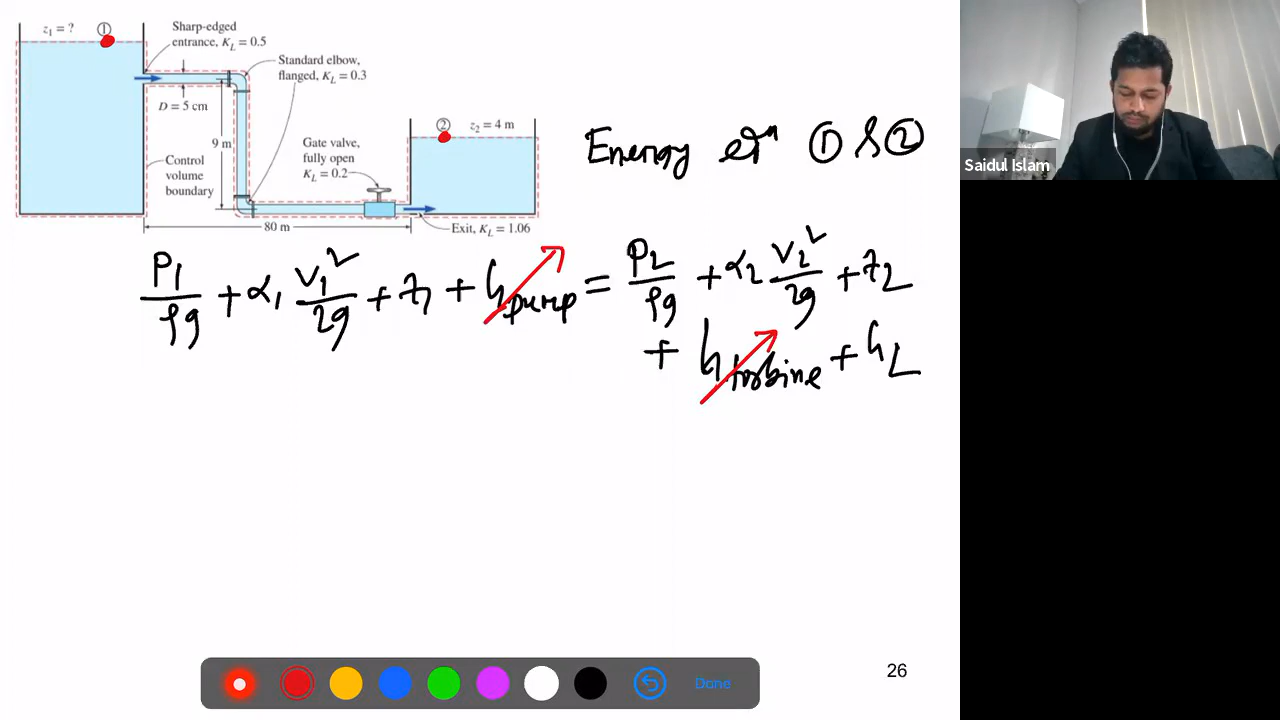 z₁ = ?
①
Sharp-edged
entrance, K_L = 0.5
Standard elbow,
flanged, K_L = 0.3
D = 5 cm
②
z₂ = 4 m
9 m
Gate valve,
fully open
K_L = 0.2
Control
volume
boundary
80 m
Exit, K_L = 1.06
Energy eqⁿ ① & ②
P₁/ρg + α₁ V₁²/2g + z₁ + h_pump = P₂/ρg + α₂ V₂²/2g + z₂
+ h_turbine + h_L
Saidul Islam
Done
26